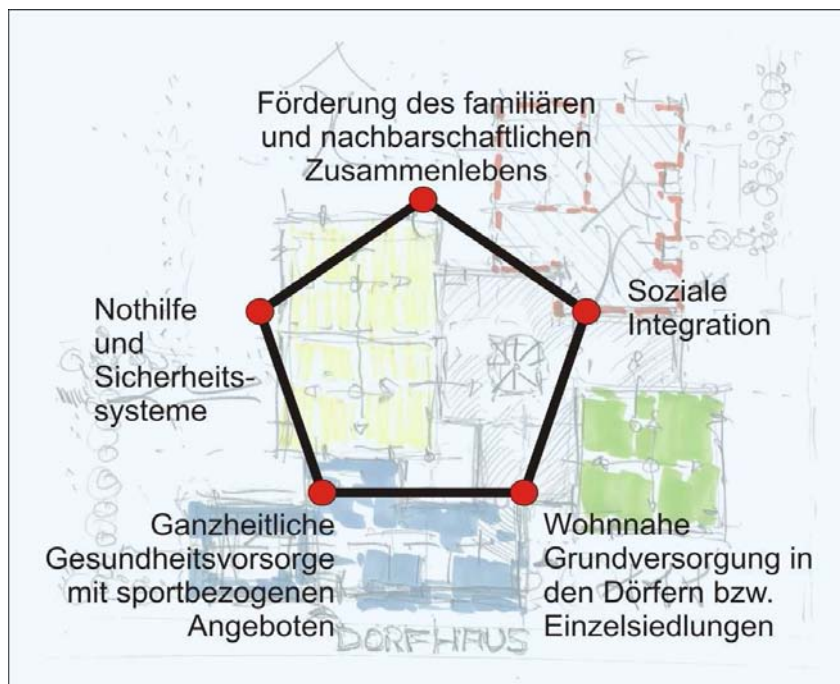 Förderung des familiären
und nachbarschaftlichen
Zusammenlebens
Soziale
Integration
Nothilfe
und
Sicherheits-
systeme
Ganzheitliche
Gesundheitsvorsorge
mit sportbezogenen
Angeboten
Wohnnahe
Grundversorgung in
den Dörfern bzw.
Einzelsiedlungen
DORFHAUS